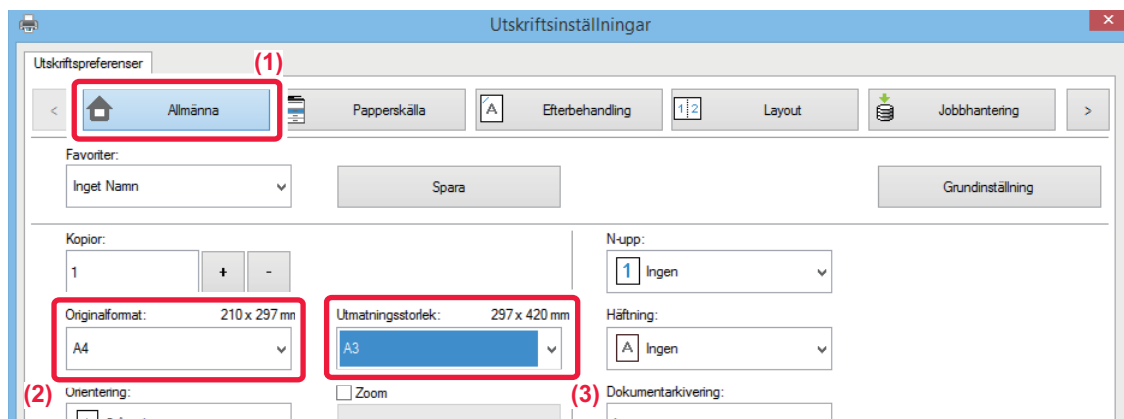 Utskriftsinställningar
Utskriftspreferenser
(1)
<
Allmänna
Papperskälla
Efterbehandling
Layout
Jobbhantering
>
Favoriter:
Inget Namn
Spara
Grundinställning
Kopior:
1
+
-
N-upp:
1 Ingen
Originalformat: 210 x 297 mm
A4
Utmatningsstorlek: 297 x 420 mm
A3
Häftning:
A Ingen
(2)
Orientering:
Zoom
(3)
Dokumentarkivering: